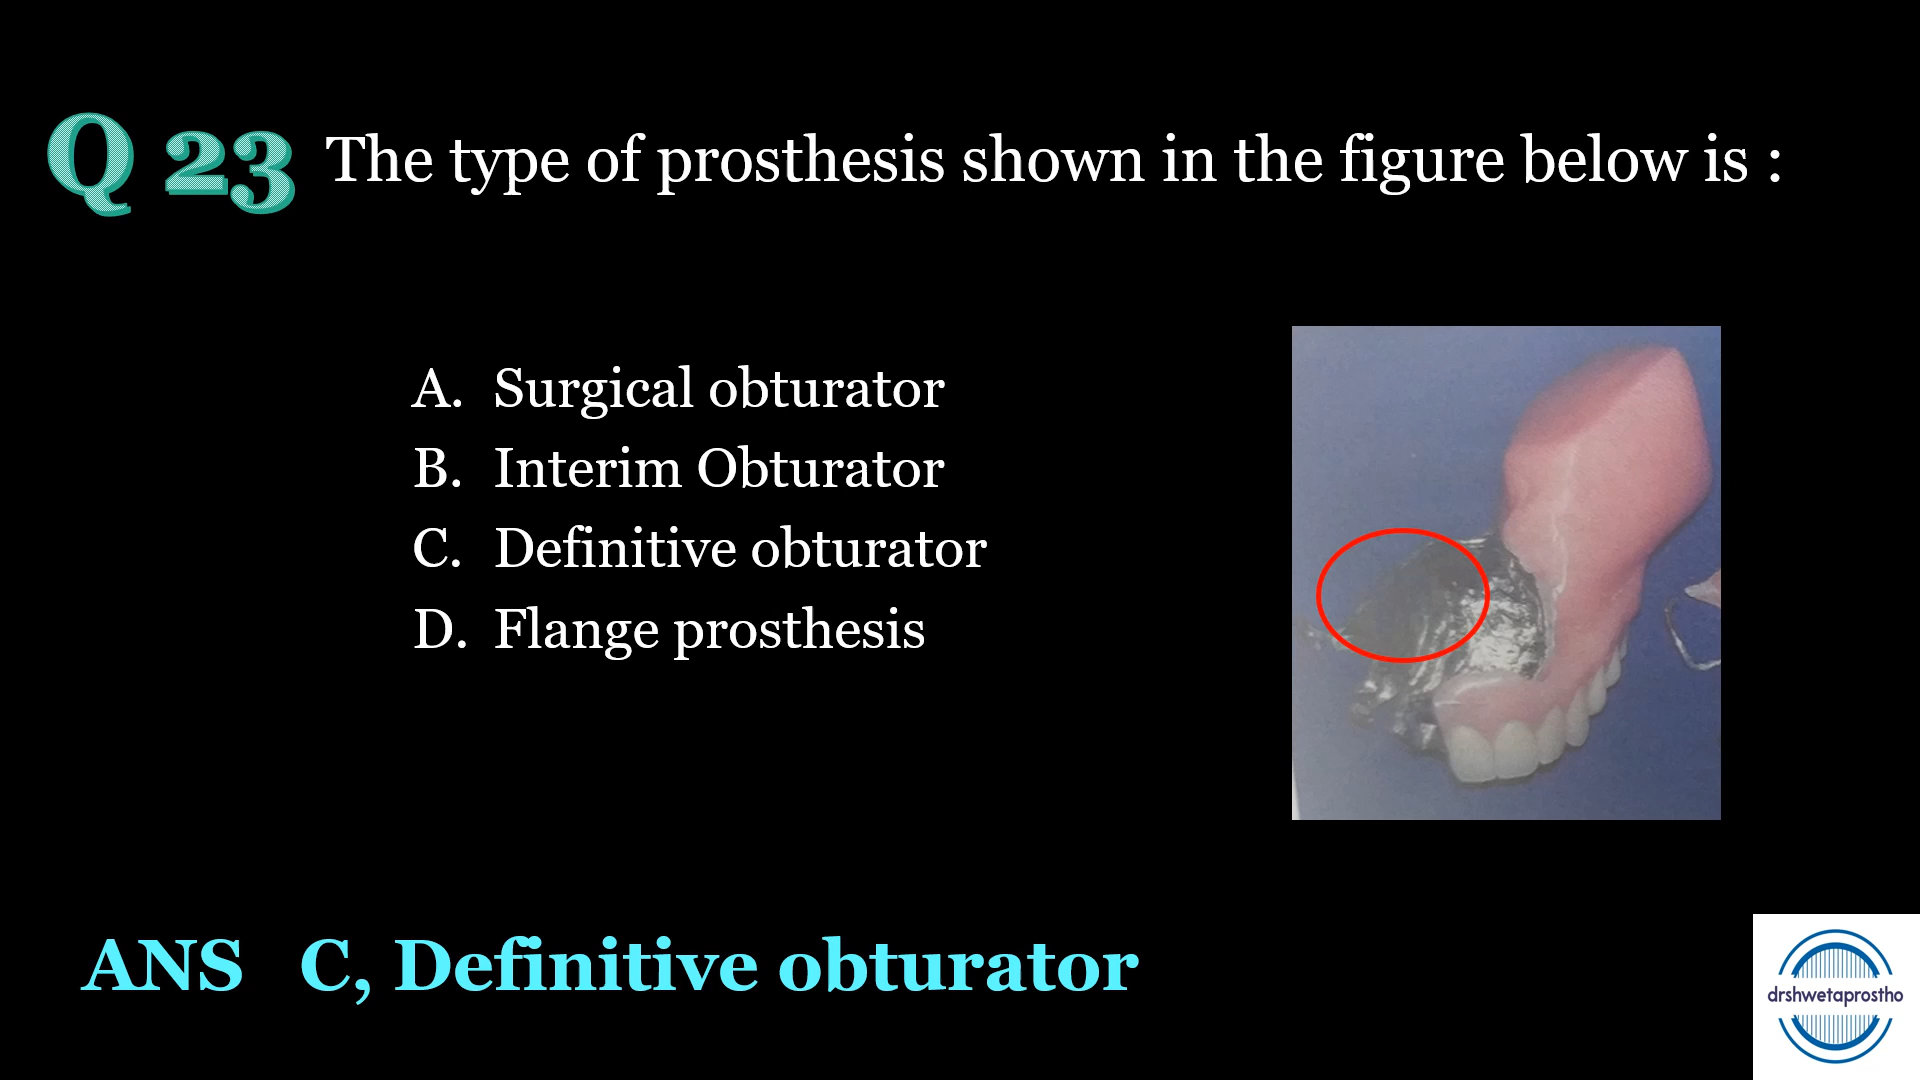 Q 23 The type of prosthesis shown in the figure below is :
A. Surgical obturator
B. Interim Obturator
C. Definitive obturator
D. Flange prosthesis
ANS C, Definitive obturator
drshwetaprostho